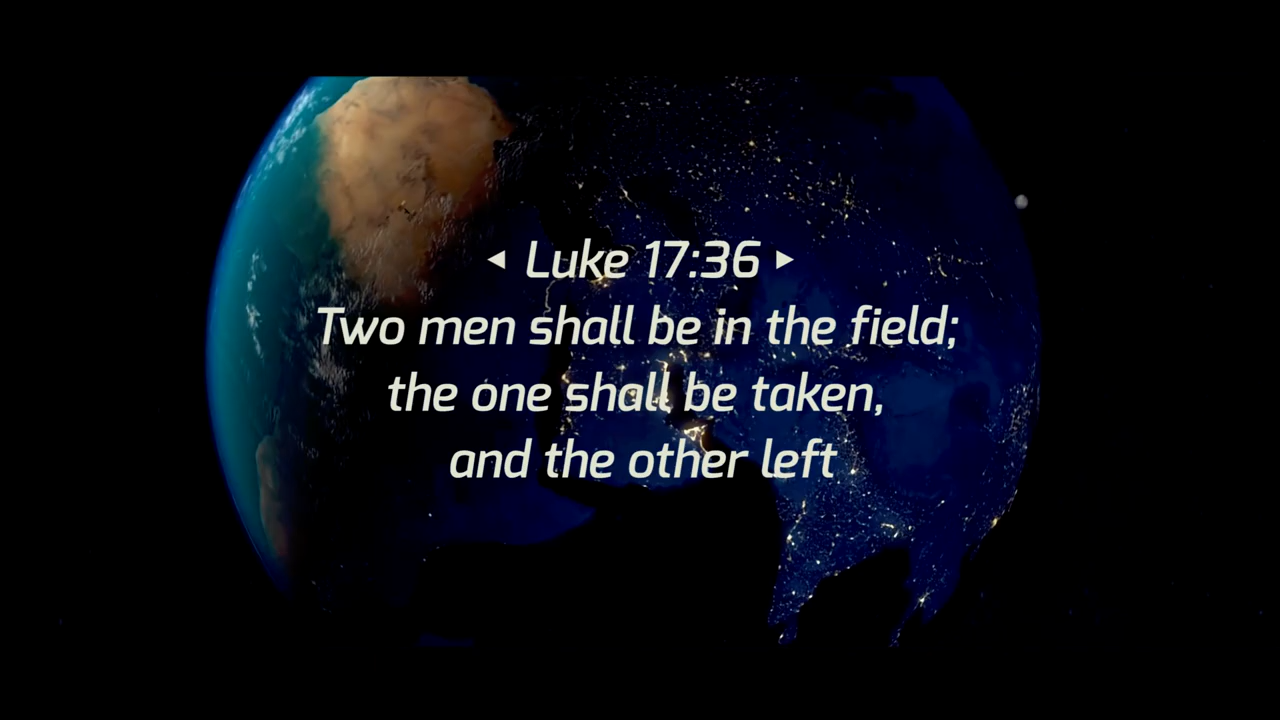 ◄ Luke 17:36 ►
Two men shall be in the field;
the one shall be taken,
and the other left